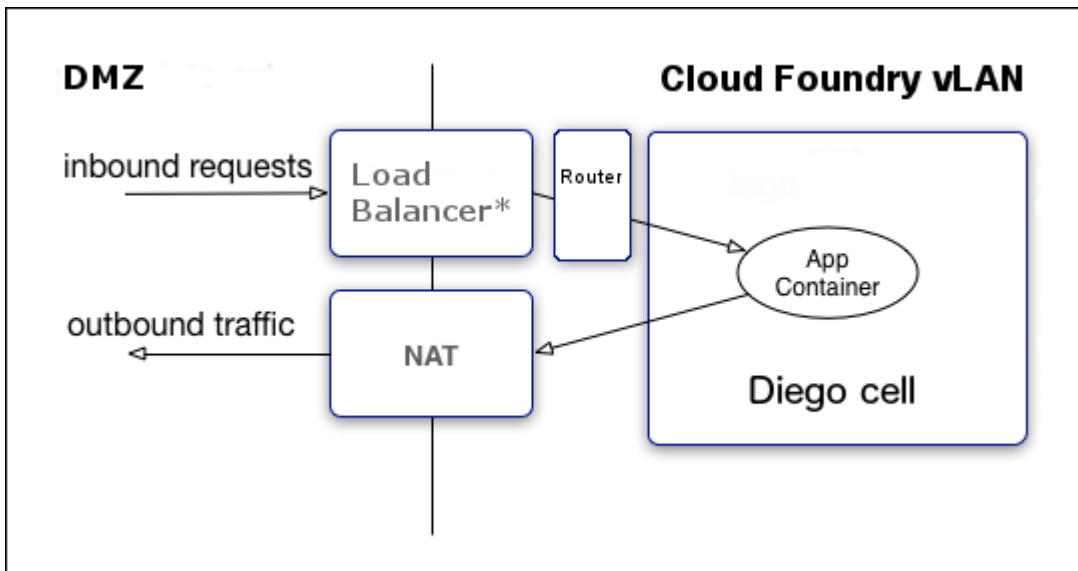 DMZ
Cloud Foundry vLAN
inbound requests
Load
Balancer*
Router
App
Container
outbound traffic
NAT
Diego cell